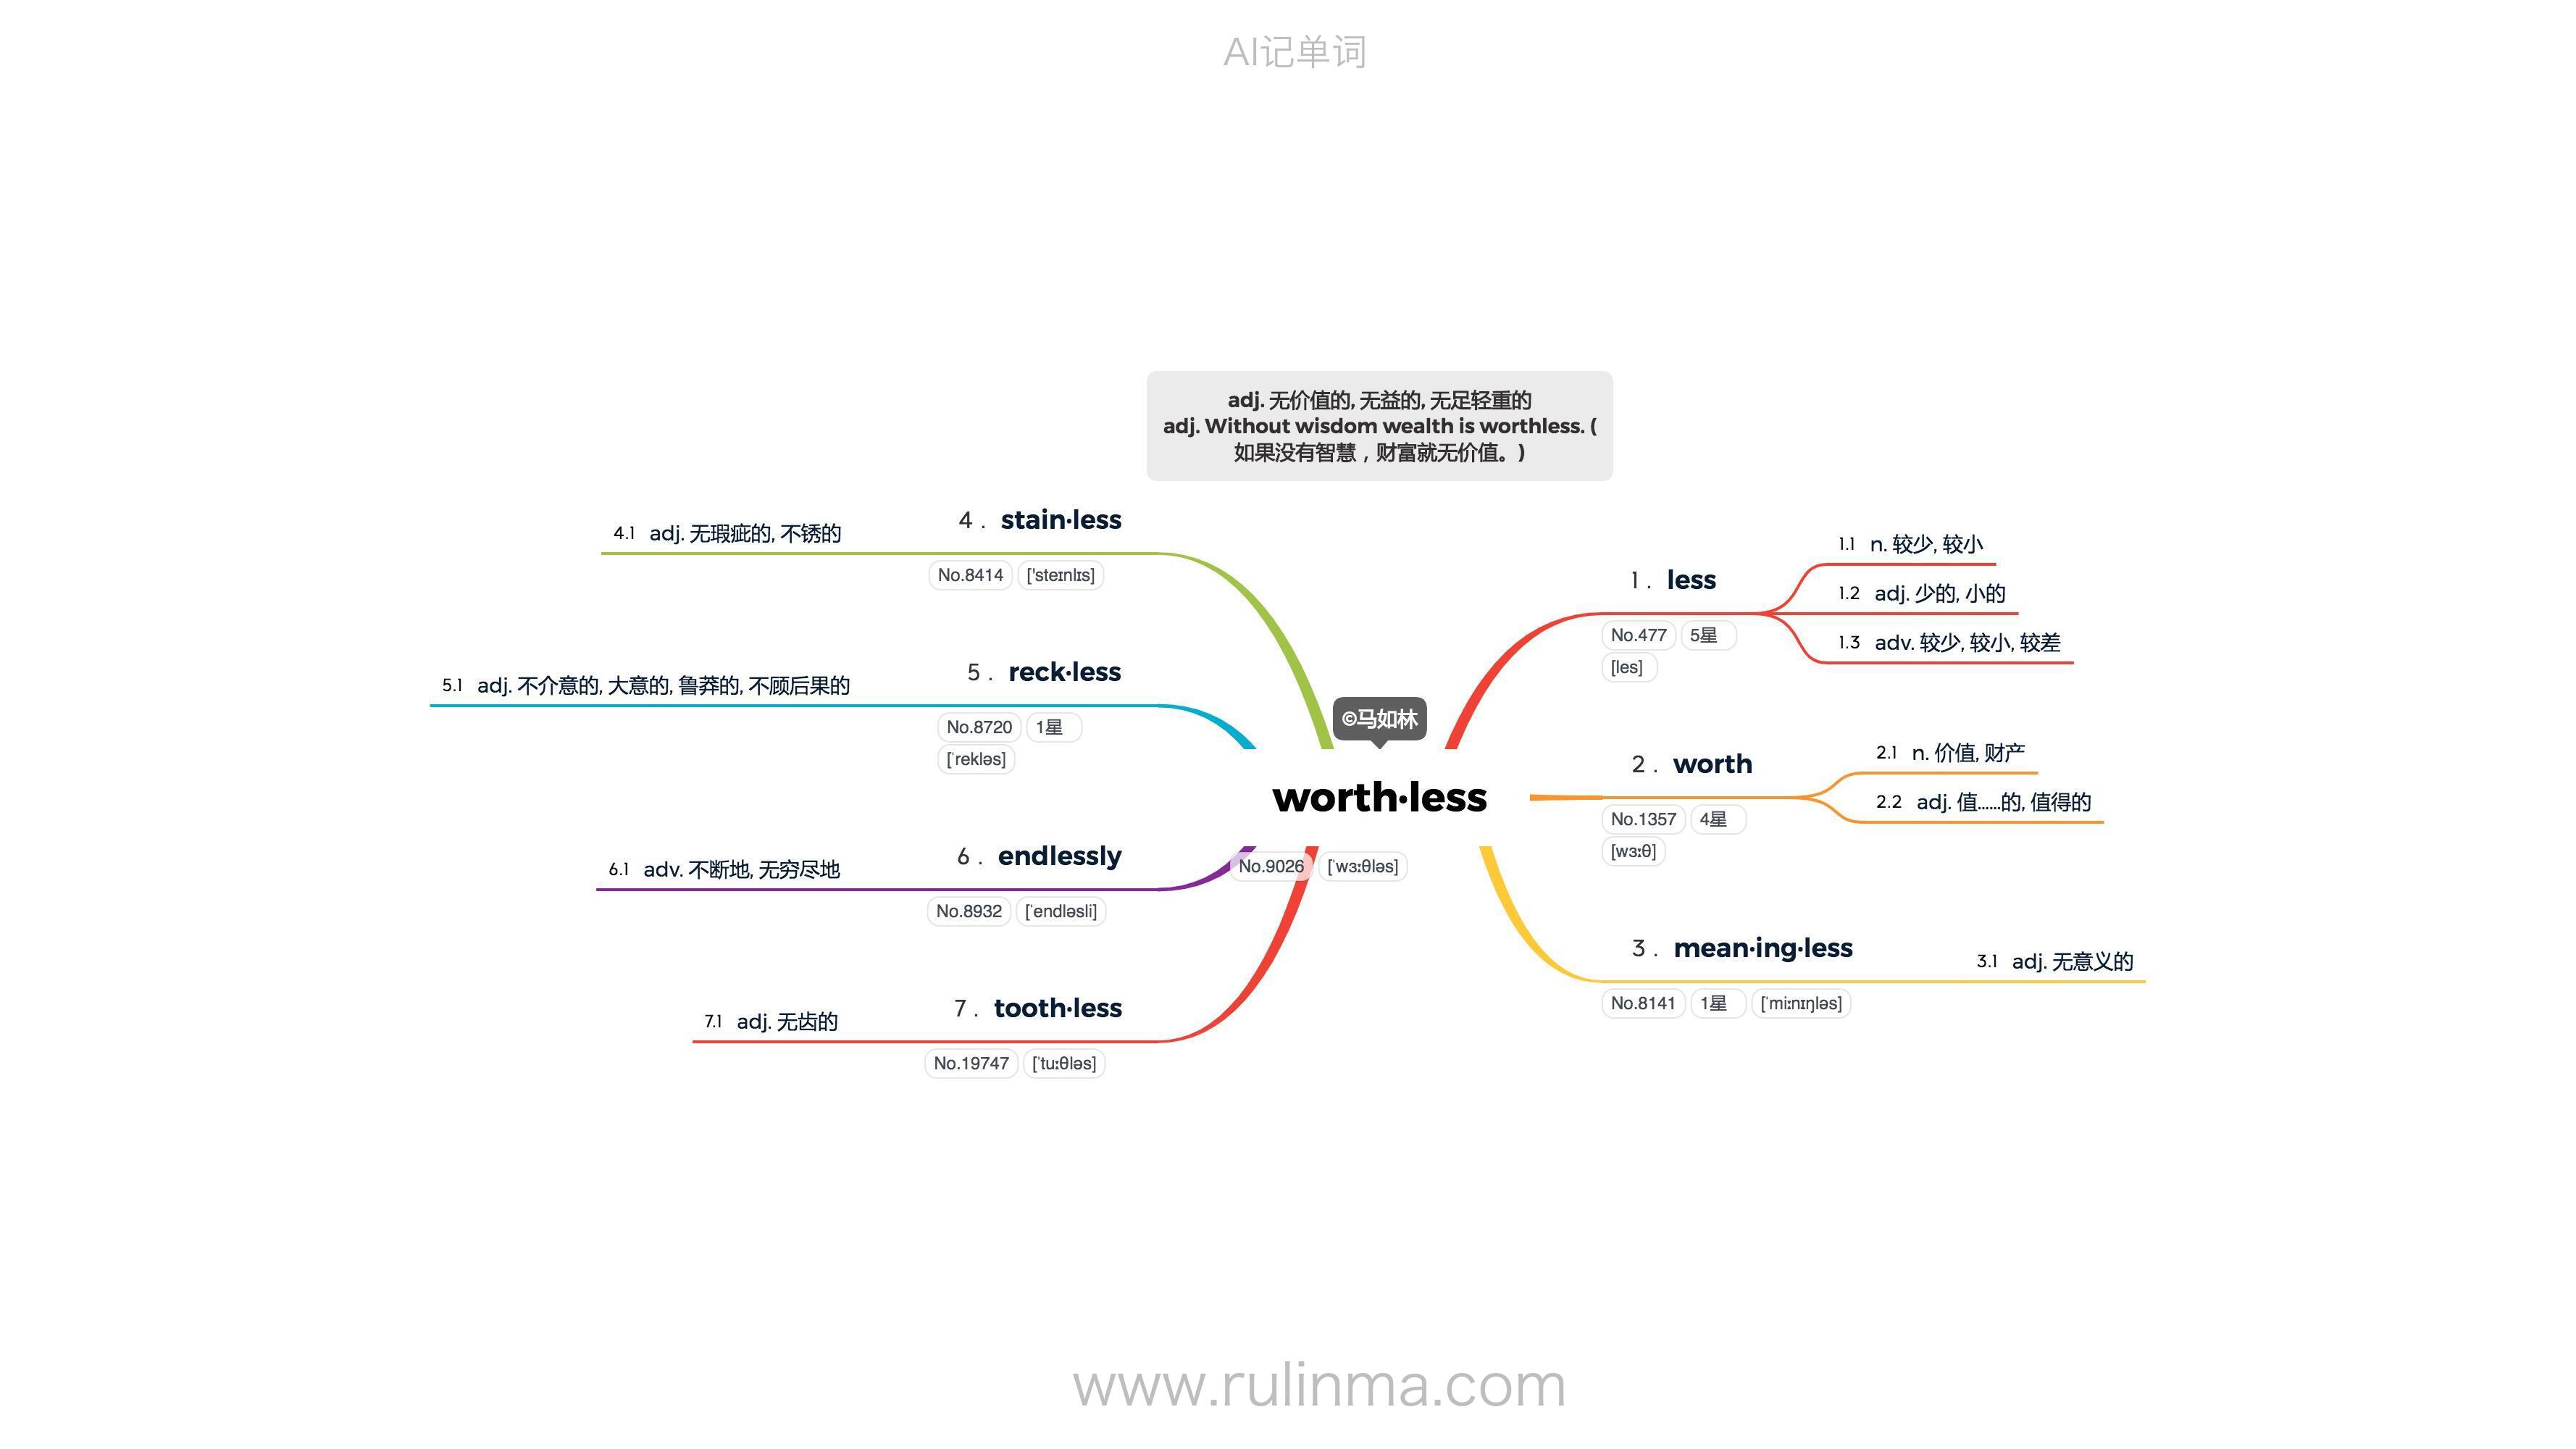 AI记单词
adj. 无价值的, 无益的, 无足轻重的
adj. Without wisdom wealth is worthless. (
如果没有智慧，财富就无价值。)
©马如林
worth·less
No.9026 ['wɜːθləs]
1 . less
No.477 5星
[les]
1.1 n. 较少, 较小
1.2 adj. 少的, 小的
1.3 adv. 较少, 较小, 较差
2 . worth
No.1357 4星
[wɜːθ]
2.1 n. 价值, 财产
2.2 adj. 值……的, 值得的
3 . mean·ing·less
No.8141 1星 [ˈmiːnɪŋləs]
3.1 adj. 无意义的
4 . stain·less
No.8414 ['steɪnlɪs]
4.1 adj. 无瑕疵的, 不锈的
5 . reck·less
No.8720 1星
[ˈrekləs]
5.1 adj. 不介意的, 大意的, 鲁莽的, 不顾后果的
6 . endlessly
No.8932 [ˈendləsli]
6.1 adv. 不断地, 无穷尽地
7 . tooth·less
No.19747 [ˈtuːθləs]
7.1 adj. 无齿的
www.rulinma.com